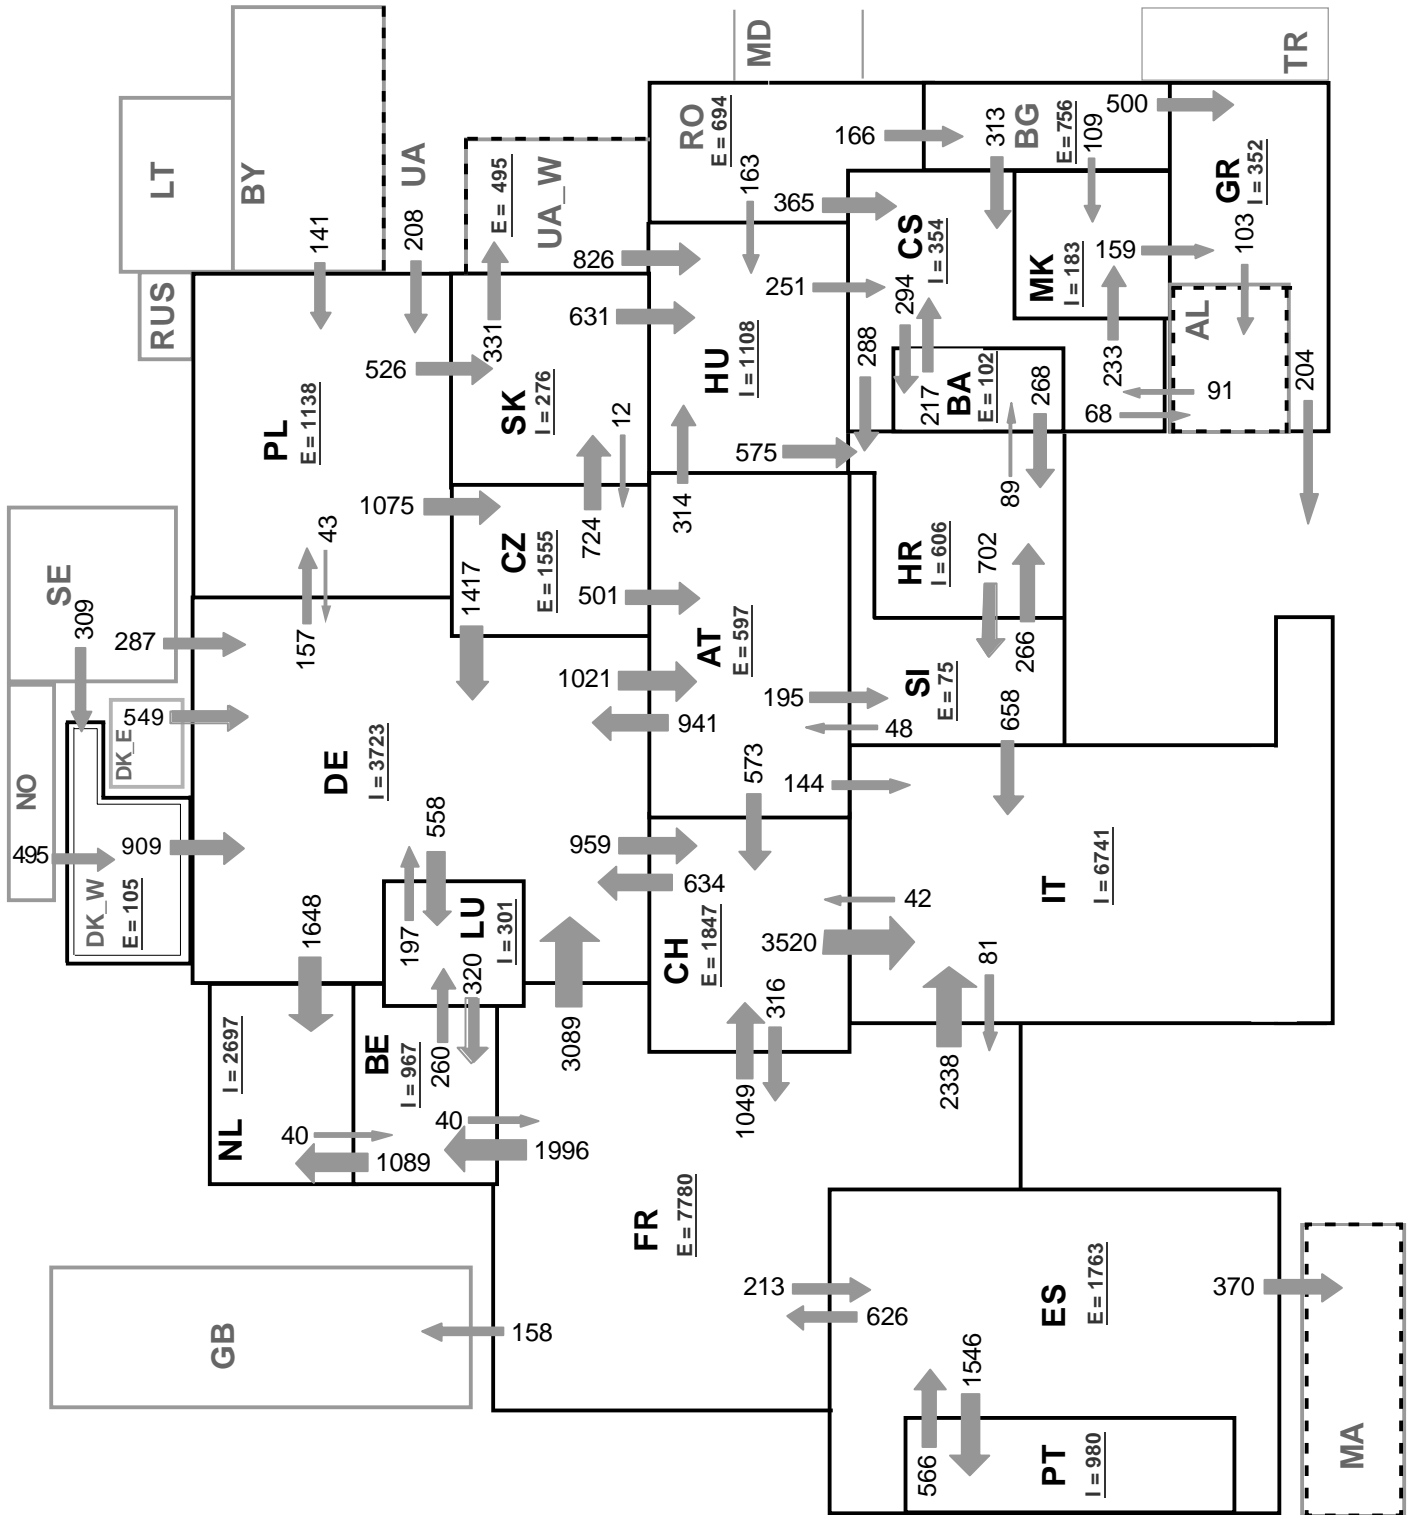 MD
TR
LT
BY
UA
UA_W
E = 495
RO
E = 694
BG
E = 756
500
GR
I = 352
166
313
109
163
365
CS
I = 354
103
141
208
826
159
MK
I = 183
RUS
251
294
AL
631
331
HU
I = 1108
288
233
204
526
SK
I = 276
12
217
BA
E = 102
268
91
68
PL
E = 1138
575
89
1075
43
724
314
CZ
E = 1555
HR
I = 606
702
SE
309
287
157
1417
501
AT
E = 597
266
1021
SI
E = 75
658
195
549
941
48
DK_E
NO
DE
I = 3723
573
144
558
495
909
959
634
42
IT
I = 6741
DK_W
E = 105
1648
197
LU
I = 301
CH
E = 1847
3520
81
320
316
260
3089
1049
2338
I = 2697
NL
BE
I = 967
40
40
1089
1996
FR
E = 7780
213
626
ES
E = 1763
370
GB
158
1546
566
PT
I = 980
MA